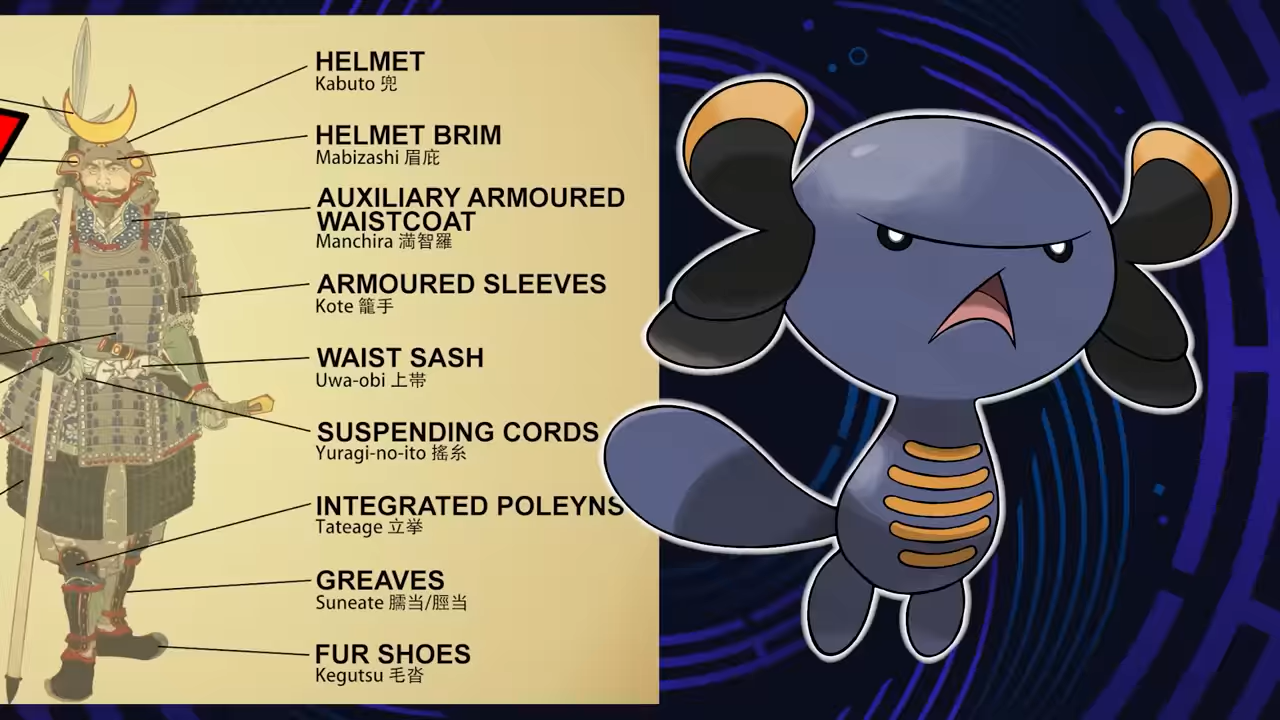 HELMET
Kabuto 兜
HELMET BRIM
Mabizashi 眉庇
AUXILIARY ARMOURED
WAISTCOAT
Manchira 満智羅
ARMOURED SLEEVES
Kote 籠手
WAIST SASH
Uwa-obi 上帯
SUSPENDING CORDS
Yuragi-no-ito 搖糸
INTEGRATED POLEYNS
Tateage 立挙
GREAVES
Suneate 臑当/脛当
FUR SHOES
Kegutsu 毛沓